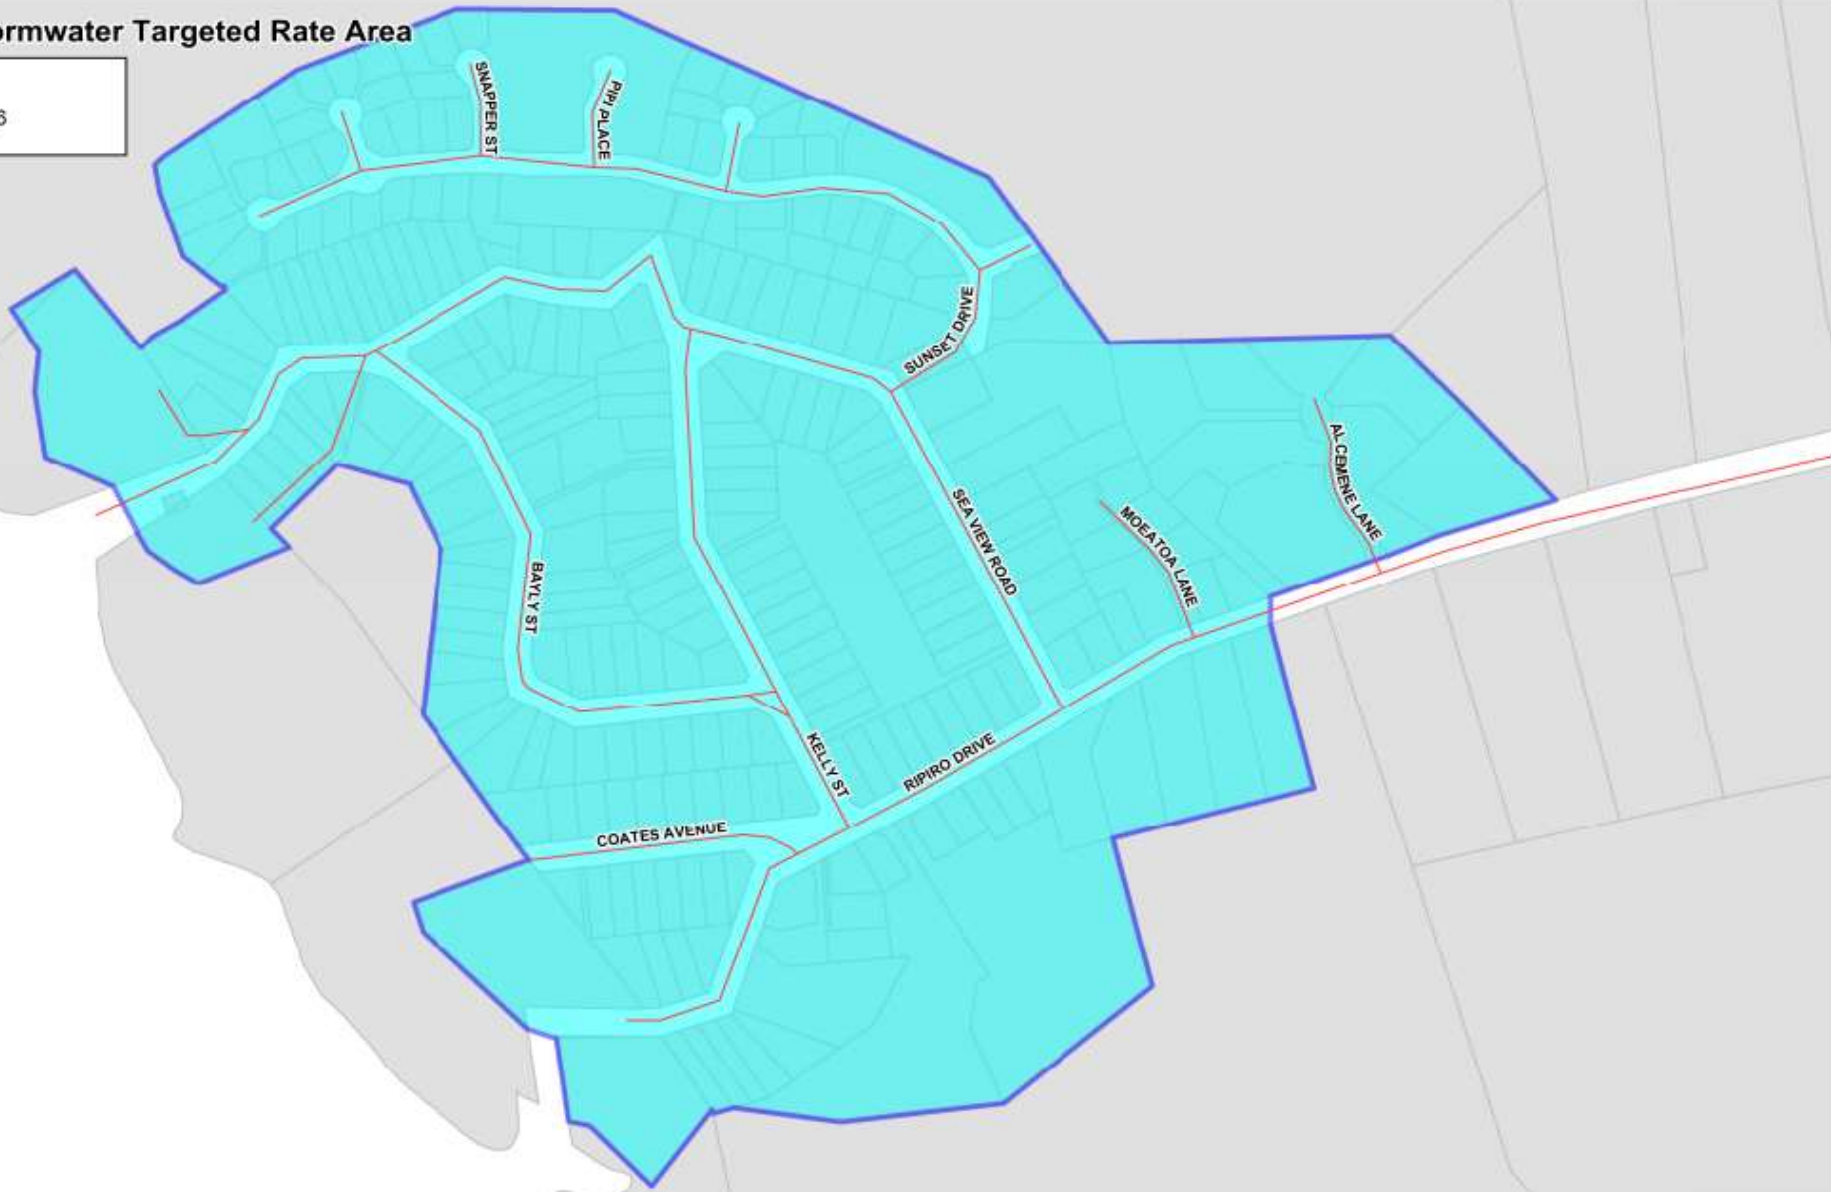 ormwater Targeted Rate Area
6
SNAPPER ST
PIPI PLACE
SUNSET DRIVE
ALCEMENE LANE
SEA VIEW ROAD
MOEATOA LANE
BAYLY ST
KELLY ST
RIPIRO DRIVE
COATES AVENUE